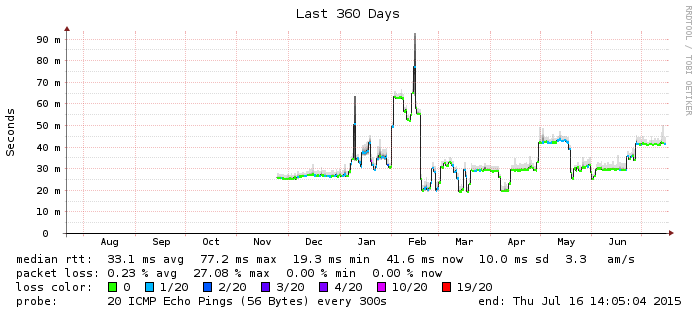 Last 360 Days
RRDTOOL / TOBI OETIKER
Seconds
90 m
80 m
70 m
60 m
50 m
40 m
30 m
20 m
10 m
0
Aug Sep Oct Nov Dec Jan Feb Mar Apr May Jun
median rtt: 33.1 ms avg 77.2 ms max 19.3 ms min 41.6 ms now 10.0 ms sd 3.3 am/s
packet loss: 0.23 % avg 27.08 % max 0.00 % min 0.00 % now
loss color: 0 1/20 2/20 3/20 4/20 10/20 19/20
probe: 20 ICMP Echo Pings (56 Bytes) every 300s end: Thu Jul 16 14:05:04 2015